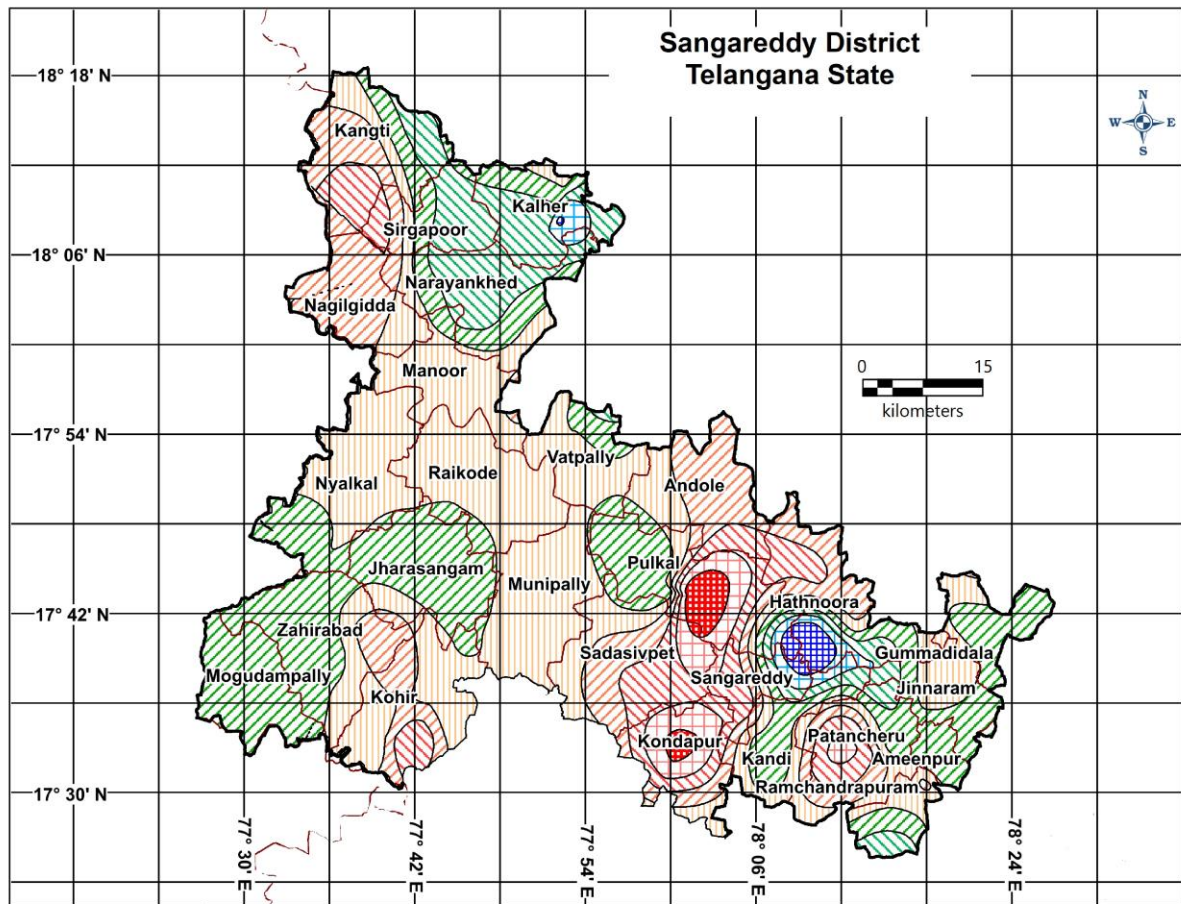 Sangareddy District
Telangana State
18° 18' N
N
W
E
S
Kangti
Kalher
Sirgapoor
18° 06' N
Narayankhed
Nagilgidda
0
15
kilometers
Manoor
17° 54' N
Vatpally
Raikode
Nyalkal
Andole
Pulkal
Jharasangam
Munipally
Hathnoora
17° 42' N
Zahirabad
Sadasivpet
Gummadidala
Mogudampally
Sangareddy
Jinnaram
Kohir
Patancheru
Kondapur
Kandi
Ameenpur
Ramchandrapuram
17° 30' N
77° 30' E
77° 42' E
77° 54' E
78° 06' E
78° 24' E